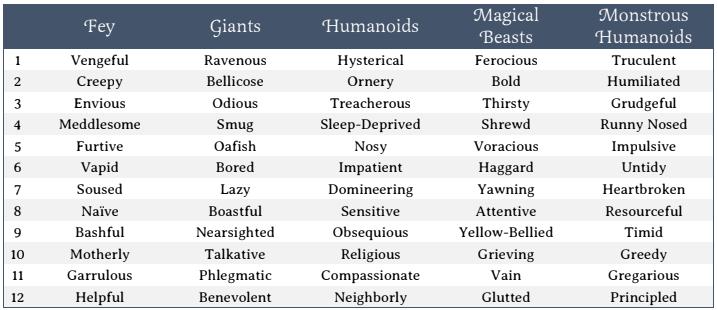 Fey Giants Humanoids Magical Beasts Monstrous Humanoids
1 Vengeful Ravenous Hysterical Ferocious Truculent
2 Creepy Bellicose Ornery Bold Humiliated
3 Envious Odious Treacherous Thirsty Grudgeful
4 Meddlesome Smug Sleep-Deprived Shrewd Runny Nosed
5 Furtive Oafish Nosy Voracious Impulsive
6 Vapid Bored Impatient Haggard Untidy
7 Soused Lazy Domineering Yawning Heartbroken
8 Naïve Boastful Sensitive Attentive Resourceful
9 Bashful Nearsighted Obsequious Yellow-Bellied Timid
10 Motherly Talkative Religious Grieving Greedy
11 Garrulous Phlegmatic Compassionate Vain Gregarious
12 Helpful Benevolent Neighborly Glutted Principled